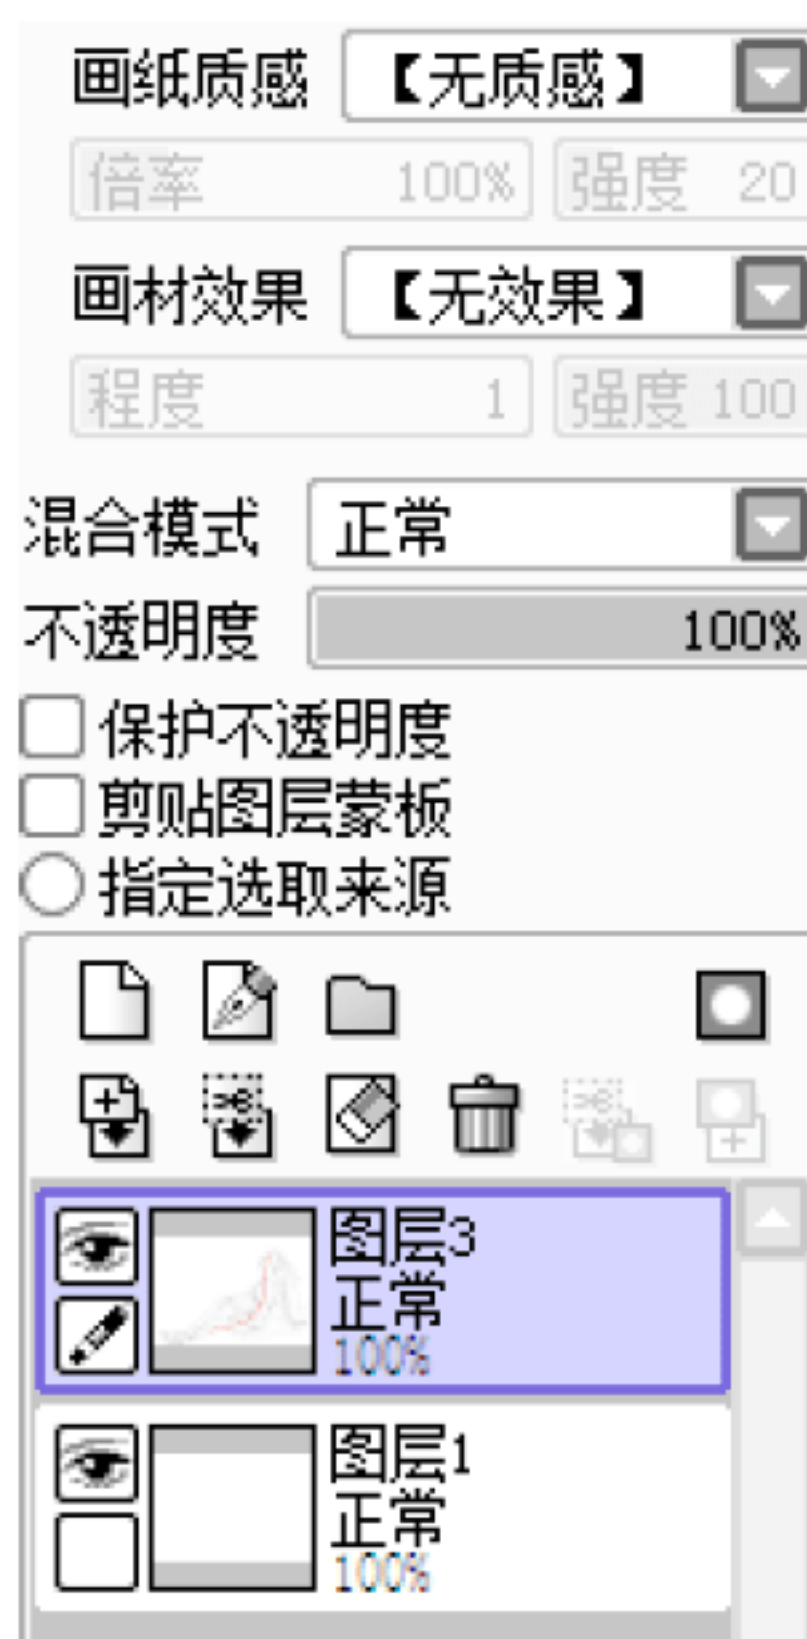 画纸质感 【无质感】
倍率 100% 强度 20
画材效果 【无效果】
程度 1 强度 100
混合模式 正常
不透明度 100%
保护不透明度
剪贴图层蒙板
指定选取来源
图层3
正常
100%
图层1
正常
100%